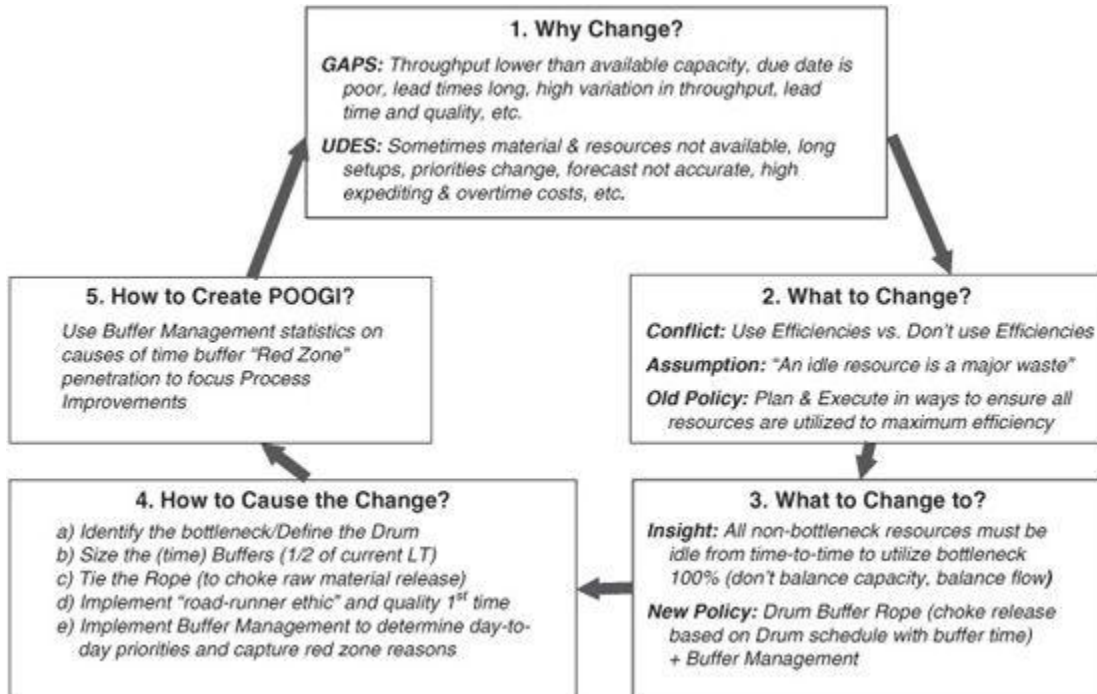 1. Why Change?
GAPS: Throughput lower than available capacity, due date is
poor, lead times long, high variation in throughput, lead
time and quality, etc.
UDES: Sometimes material & resources not available, long
setups, priorities change, forecast not accurate, high
expediting & overtime costs, etc.
2. What to Change?
Conflict: Use Efficiencies vs. Don't use Efficiencies
Assumption: “An idle resource is a major waste”
Old Policy: Plan & Execute in ways to ensure all
resources are utilized to maximum efficiency
3. What to Change to?
Insight: All non-bottleneck resources must be
idle from time-to-time to utilize bottleneck
100% (don't balance capacity, balance flow)
New Policy: Drum Buffer Rope (choke release
based on Drum schedule with buffer time)
+ Buffer Management
4. How to Cause the Change?
a) Identify the bottleneck/Define the Drum
b) Size the (time) Buffers (1/2 of current LT)
c) Tie the Rope (to choke raw material release)
d) Implement “road-runner ethic” and quality 1st time
e) Implement Buffer Management to determine day-to-
day priorities and capture red zone reasons
5. How to Create POOGI?
Use Buffer Management statistics on
causes of time buffer “Red Zone”
penetration to focus Process
Improvements